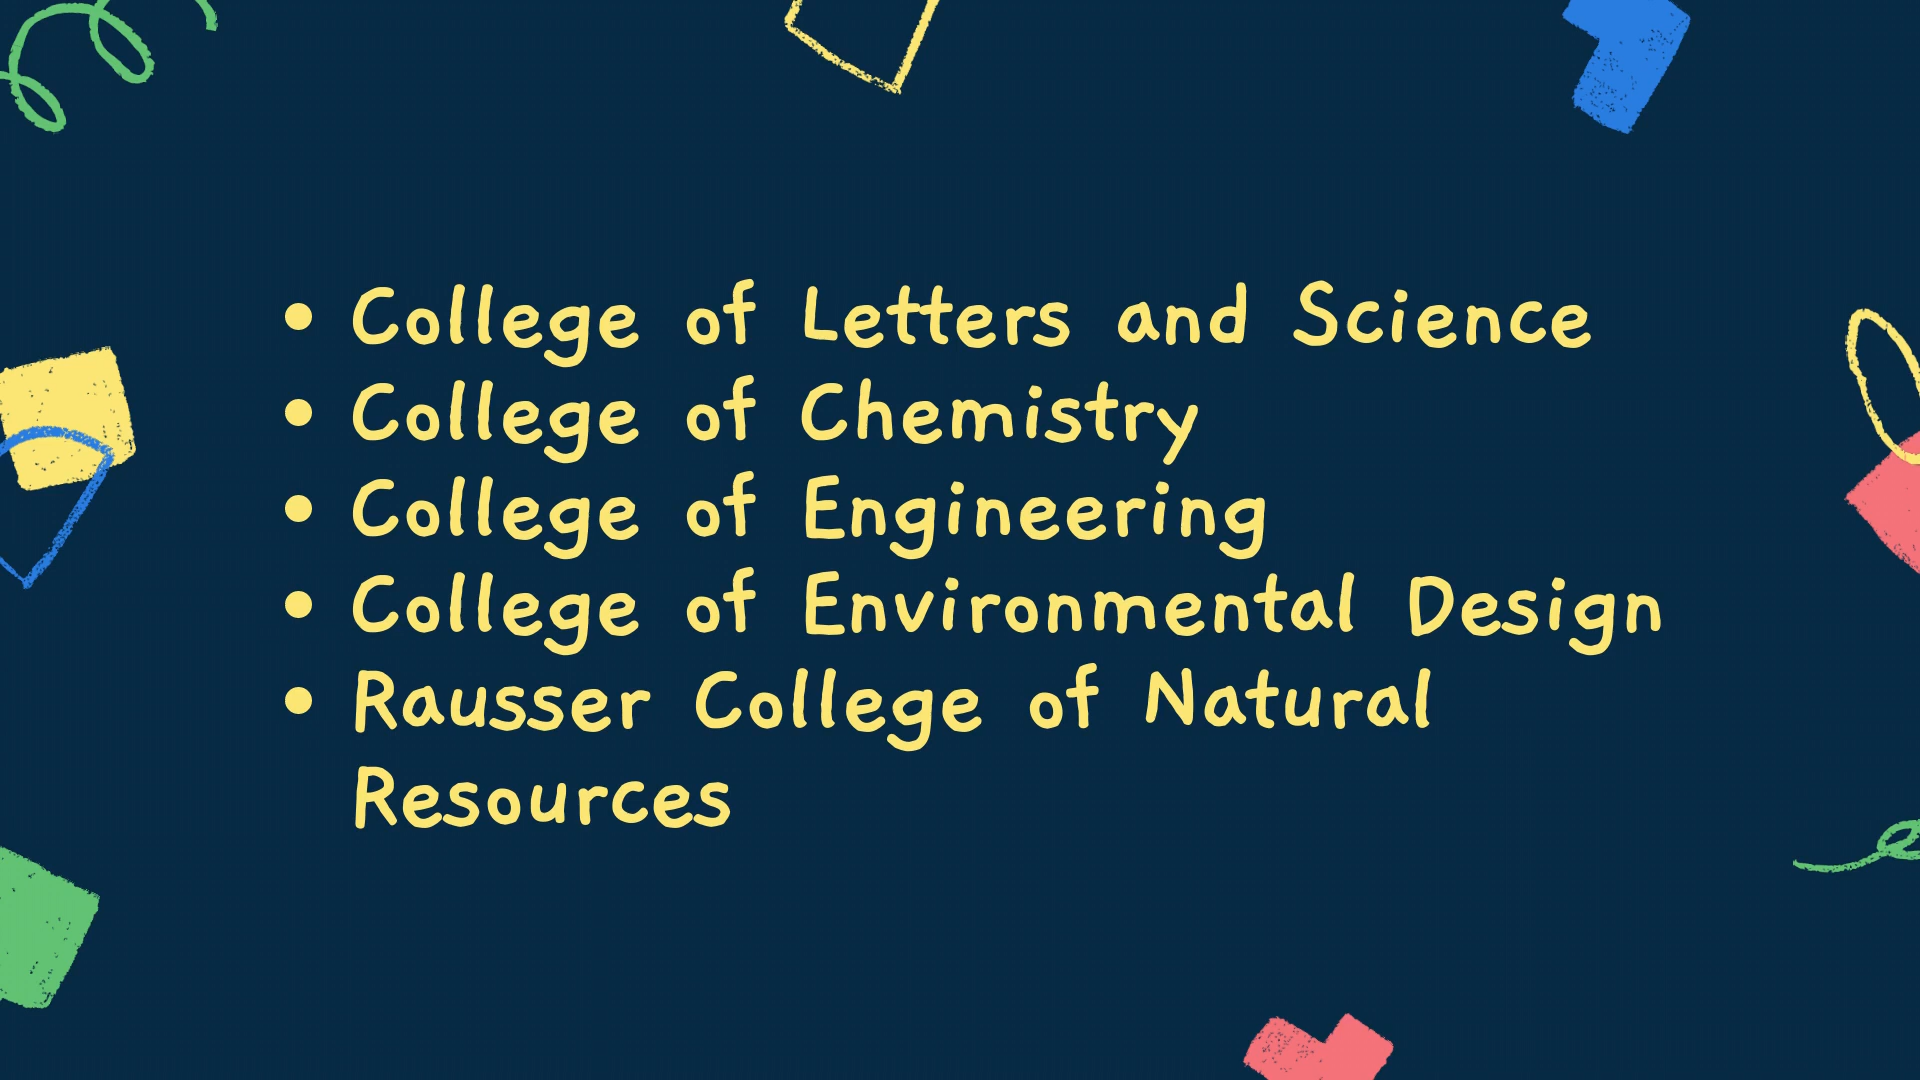 • College of Letters and Science
• College of Chemistry
• College of Engineering
• College of Environmental Design
• Rausser College of Natural
Resources